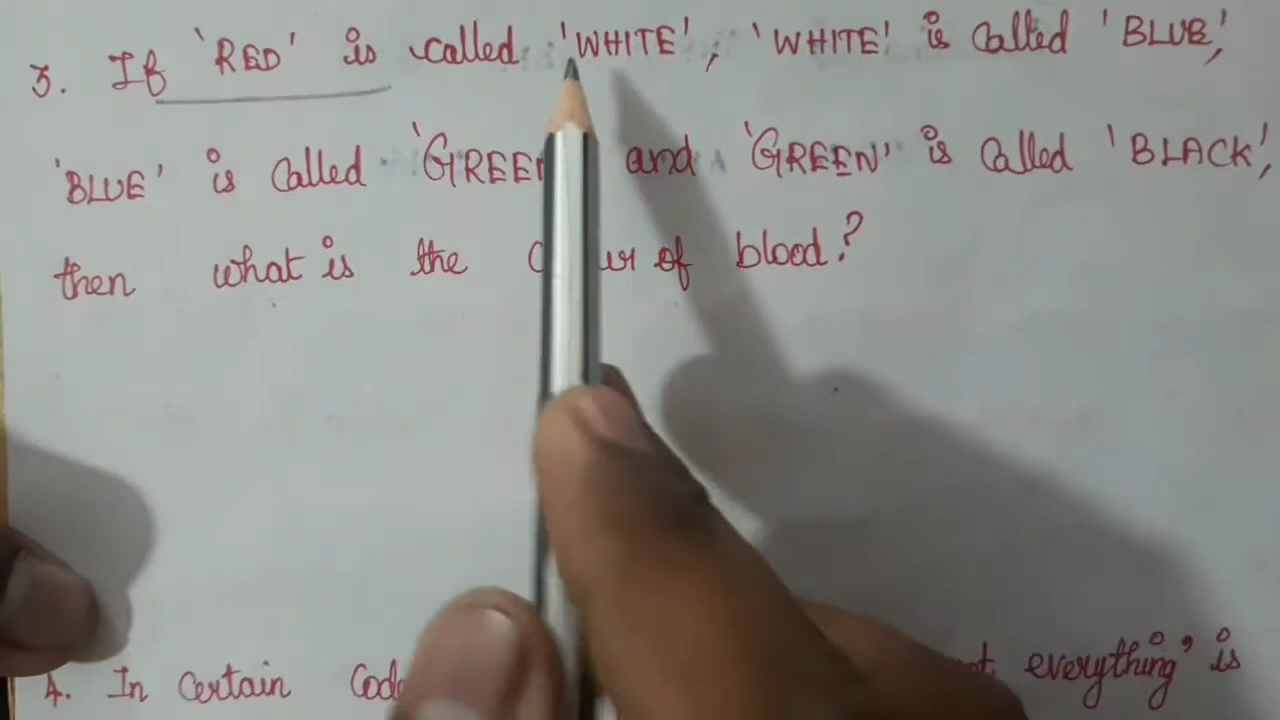 3. If 'RED' is called 'WHITE', 'WHITE' is called 'BLUE',
'BLUE' is called 'GREEN and 'GREEN' is called 'BLACK',
then what is the of blood?
4. In certain everything" is